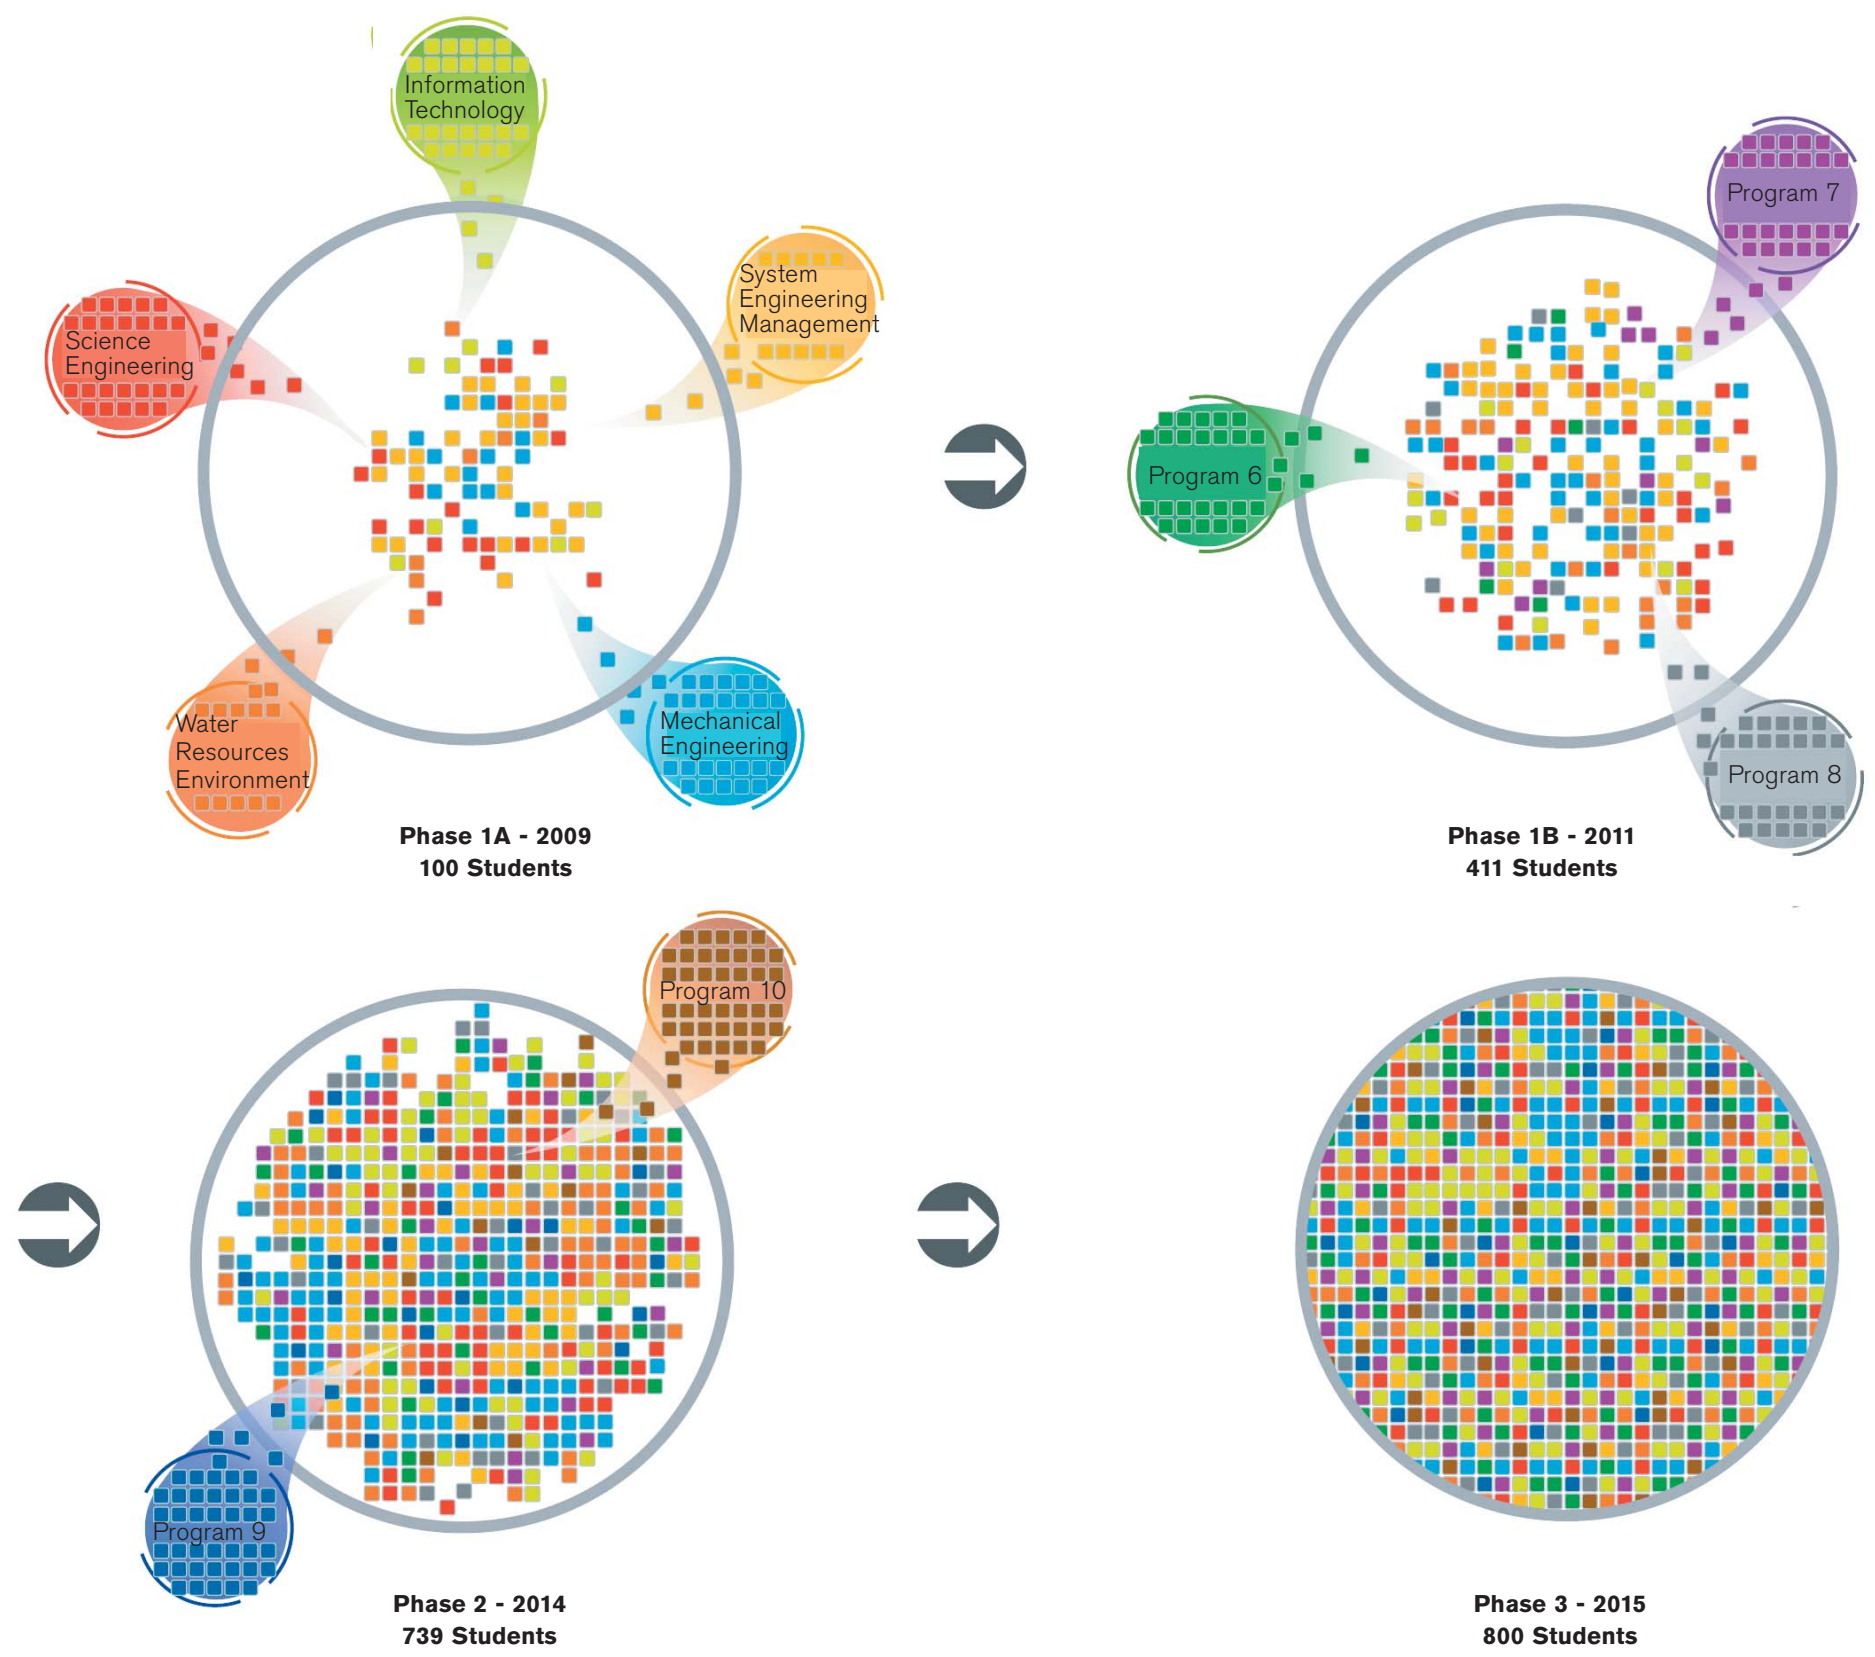 Information
Technology
System
Engineering
Management
Science
Engineering
Water
Resources
Environment
Mechanical
Engineering
Phase 1A - 2009
100 Students
Program 7
Program 6
Program 8
Phase 1B - 2011
411 Students
Program 10
Program 9
Phase 2 - 2014
739 Students
Phase 3 - 2015
800 Students